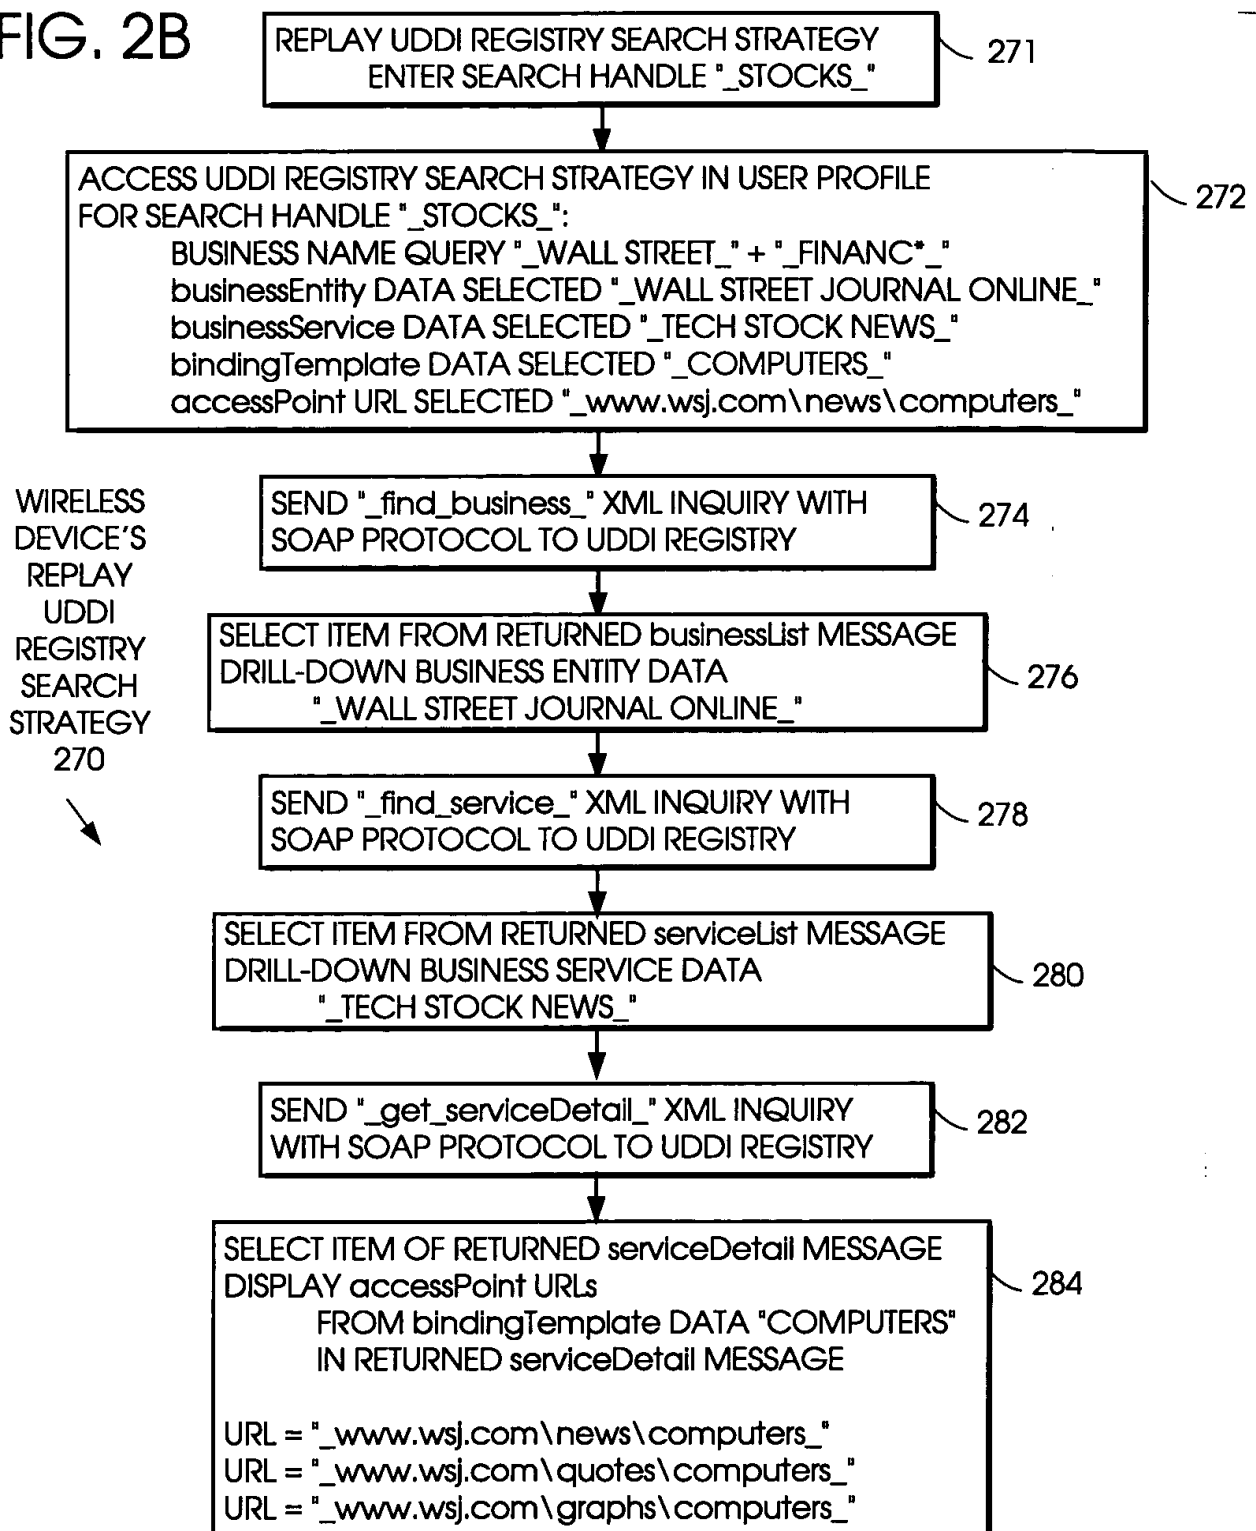 FIG. 2B
REPLAY UDDI REGISTRY SEARCH STRATEGY
ENTER SEARCH HANDLE "_STOCKS_"
271
ACCESS UDDI REGISTRY SEARCH STRATEGY IN USER PROFILE
FOR SEARCH HANDLE "_STOCKS_":
BUSINESS NAME QUERY "_WALL STREET_" + "_FINANC*_"
businessEntity DATA SELECTED "_WALL STREET JOURNAL ONLINE_"
businessService DATA SELECTED "_TECH STOCK NEWS_"
bindingTemplate DATA SELECTED "_COMPUTERS_"
accessPoint URL SELECTED "_www.wsj.com\news\computers_"
272
WIRELESS
DEVICE'S
REPLAY
UDDI
REGISTRY
SEARCH
STRATEGY
270
SEND "_find_business_" XML INQUIRY WITH
SOAP PROTOCOL TO UDDI REGISTRY
274
SELECT ITEM FROM RETURNED businessList MESSAGE
DRILL-DOWN BUSINESS ENTITY DATA
"_WALL STREET JOURNAL ONLINE_"
276
SEND "_find_service_" XML INQUIRY WITH
SOAP PROTOCOL TO UDDI REGISTRY
278
SELECT ITEM FROM RETURNED serviceList MESSAGE
DRILL-DOWN BUSINESS SERVICE DATA
"_TECH STOCK NEWS_"
280
SEND "_get_serviceDetail_" XML INQUIRY
WITH SOAP PROTOCOL TO UDDI REGISTRY
282
SELECT ITEM OF RETURNED serviceDetail MESSAGE
DISPLAY accessPoint URLs
FROM bindingTemplate DATA "COMPUTERS"
IN RETURNED serviceDetail MESSAGE
284
URL = "_www.wsj.com\news\computers_"
URL = "_www.wsj.com\quotes\computers_"
URL = "_www.wsj.com\graphs\computers_"